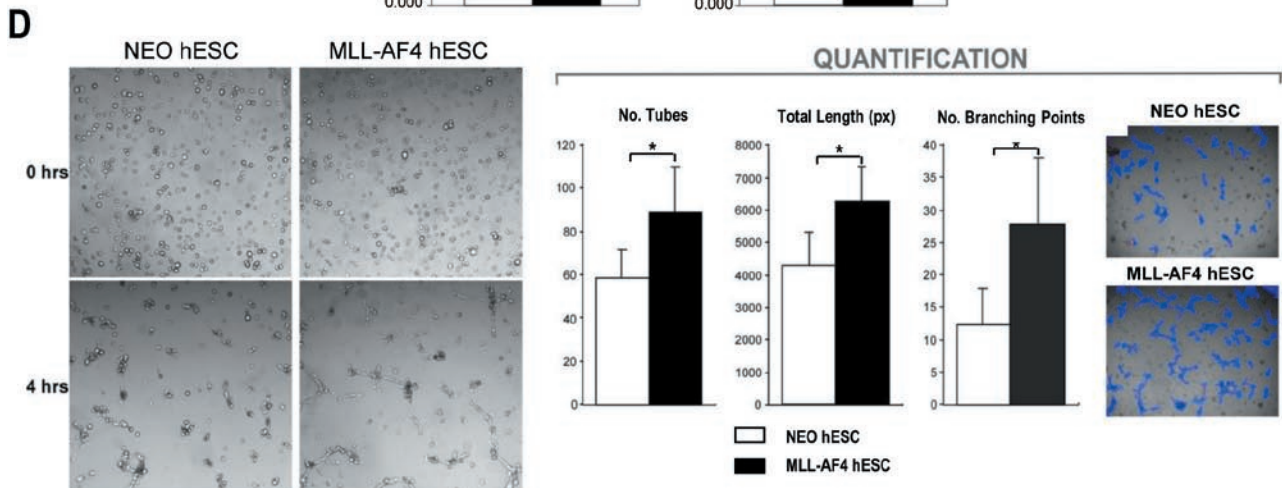 0.000 0.000
D
NEO hESC MLL-AF4 hESC
0 hrs
4 hrs
QUANTIFICATION
No. Tubes
*
120
100
80
60
40
20
0
Total Length (px)
*
8000
7000
6000
5000
4000
3000
2000
1000
0
No. Branching Points
*
40
35
30
25
20
15
10
5
0
NEO hESC
MLL-AF4 hESC
NEO hESC
MLL-AF4 hESC